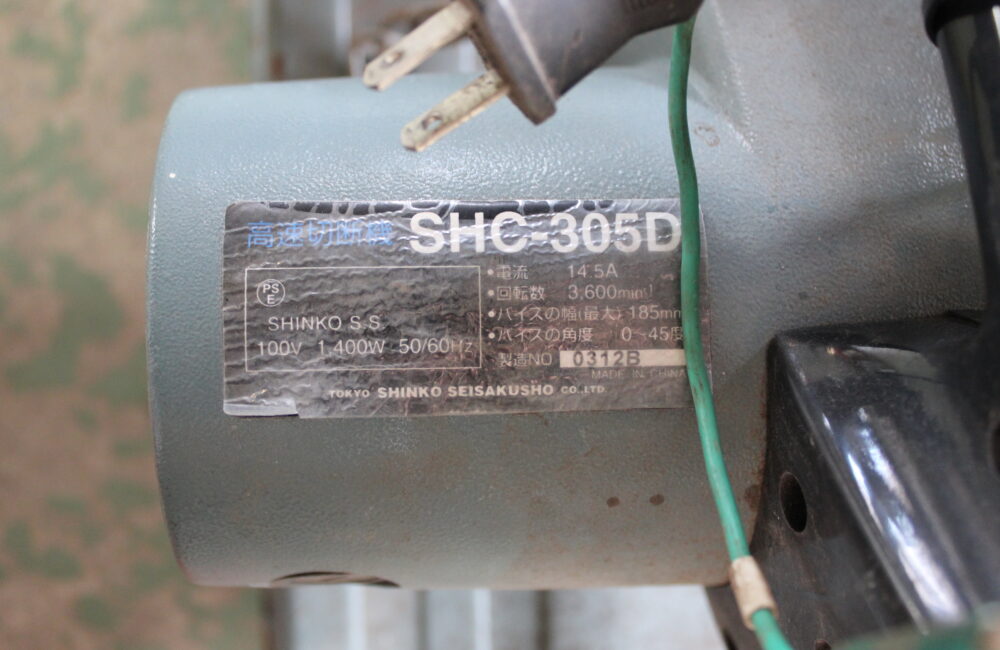 高速切断機 SHC-305D
PS
E
SHINKO S.S.
100V 1,400W 50/60Hz
•電流 14.5A
•回転数 3,600min⁻¹
•バイスの幅(最大) 185mm
•バイスの角度 0~45度
製造NO 0312B
MADE IN CHINA
TOKYO SHINKO SEISAKUSHO CO.,LTD.